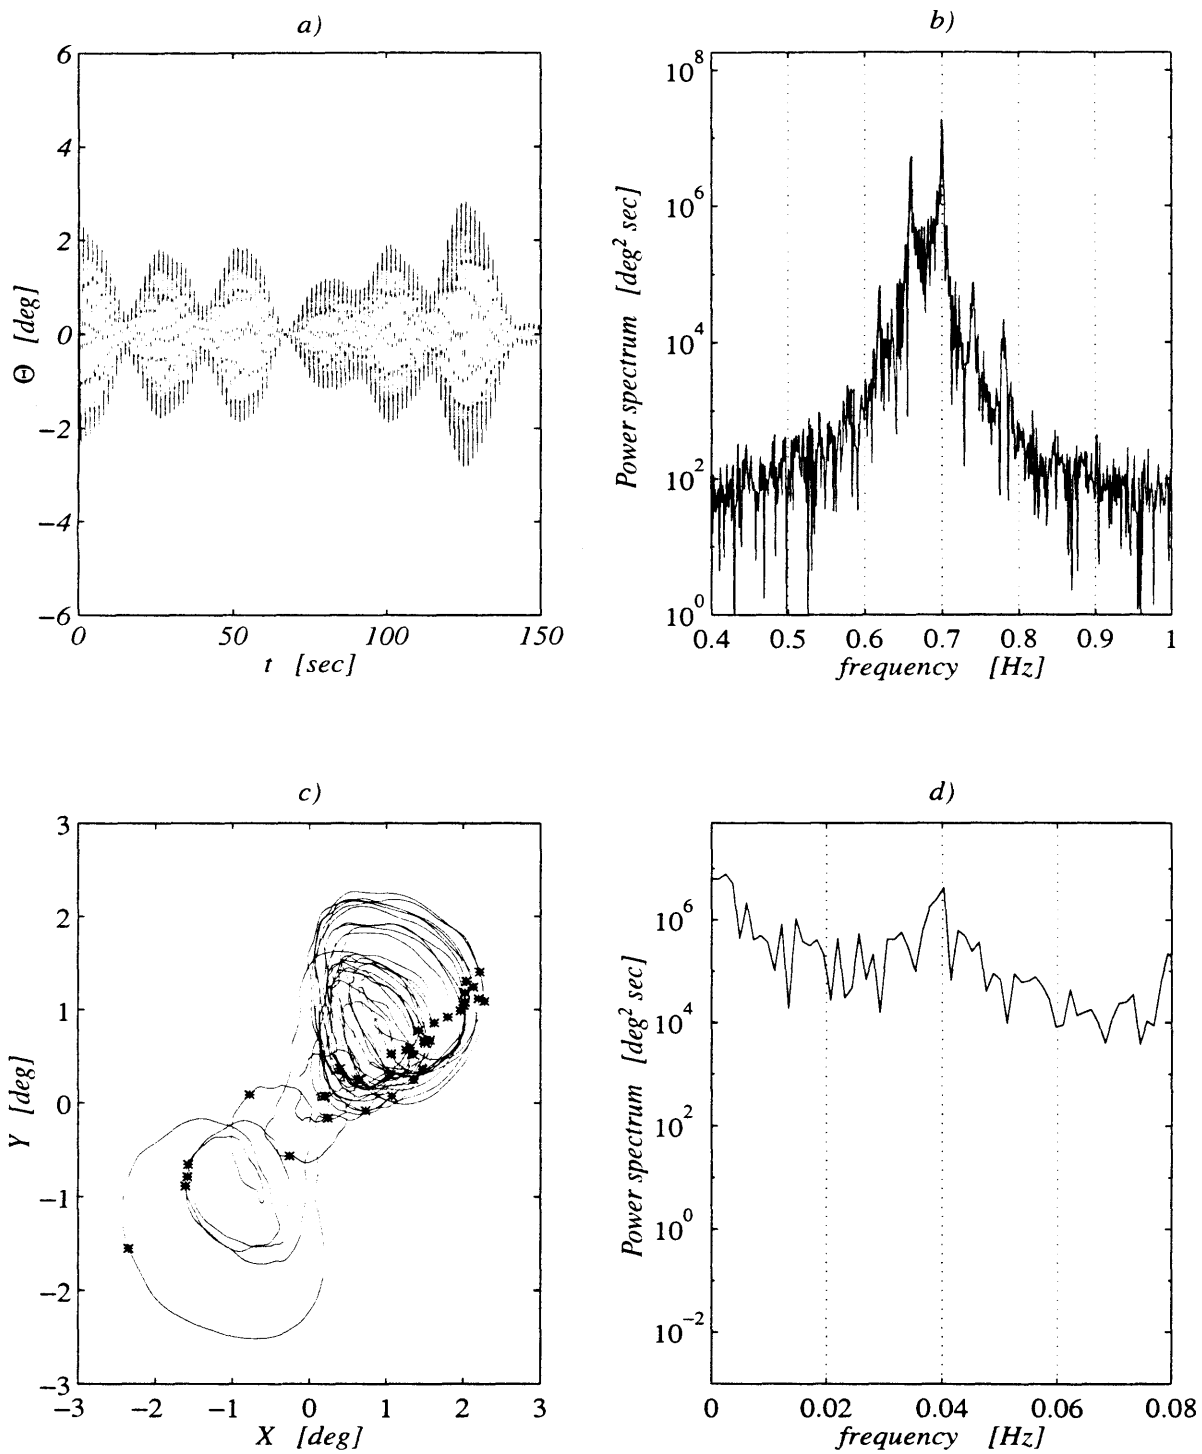 a)
6
4
2
0
−2
−4
−6
Θ [deg]
0 50 100 150
t [sec]
b)
10^8
10^6
10^4
10^2
10^0
Power spectrum [deg^2 sec]
0.4 0.5 0.6 0.7 0.8 0.9 1
frequency [Hz]
c)
3
2
1
0
−1
−2
−3
Y [deg]
−3 −2 −1 0 1 2 3
X [deg]
d)
10^6
10^4
10^2
10^0
10^−2
Power spectrum [deg^2 sec]
0 0.02 0.04 0.06 0.08
frequency [Hz]